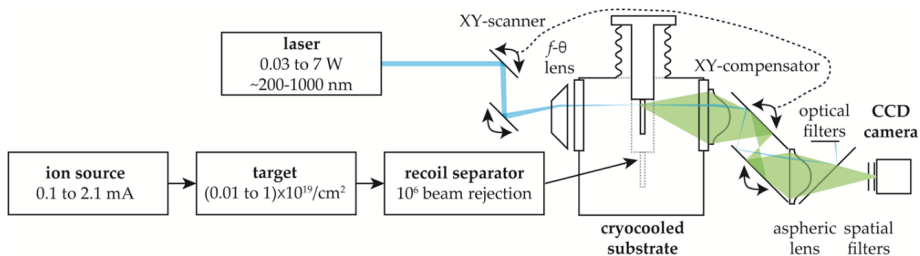 XY-scanner
laser
0.03 to 7 W
~200-1000 nm
f-θ
lens
XY-compensator
optical
filters
CCD
camera
ion source
0.1 to 2.1 mA
target
(0.01 to 1)x10¹⁹/cm²
recoil separator
10⁶ beam rejection
cryocooled
substrate
aspheric
lens
spatial
filters